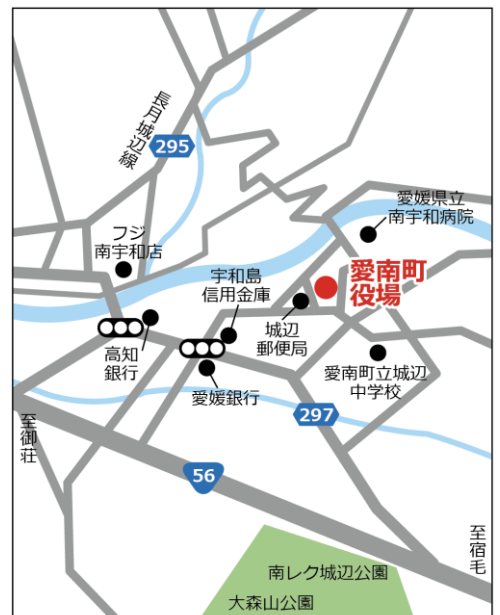 長月城辺線
295
愛媛県立
南宇和病院
フジ
南宇和店
宇和島
信用金庫
愛南町
役場
城辺
郵便局
高知
銀行
愛媛銀行
愛南町立城辺
中学校
297
至御荘
56
至宿毛
南レク城辺公園
大森山公園